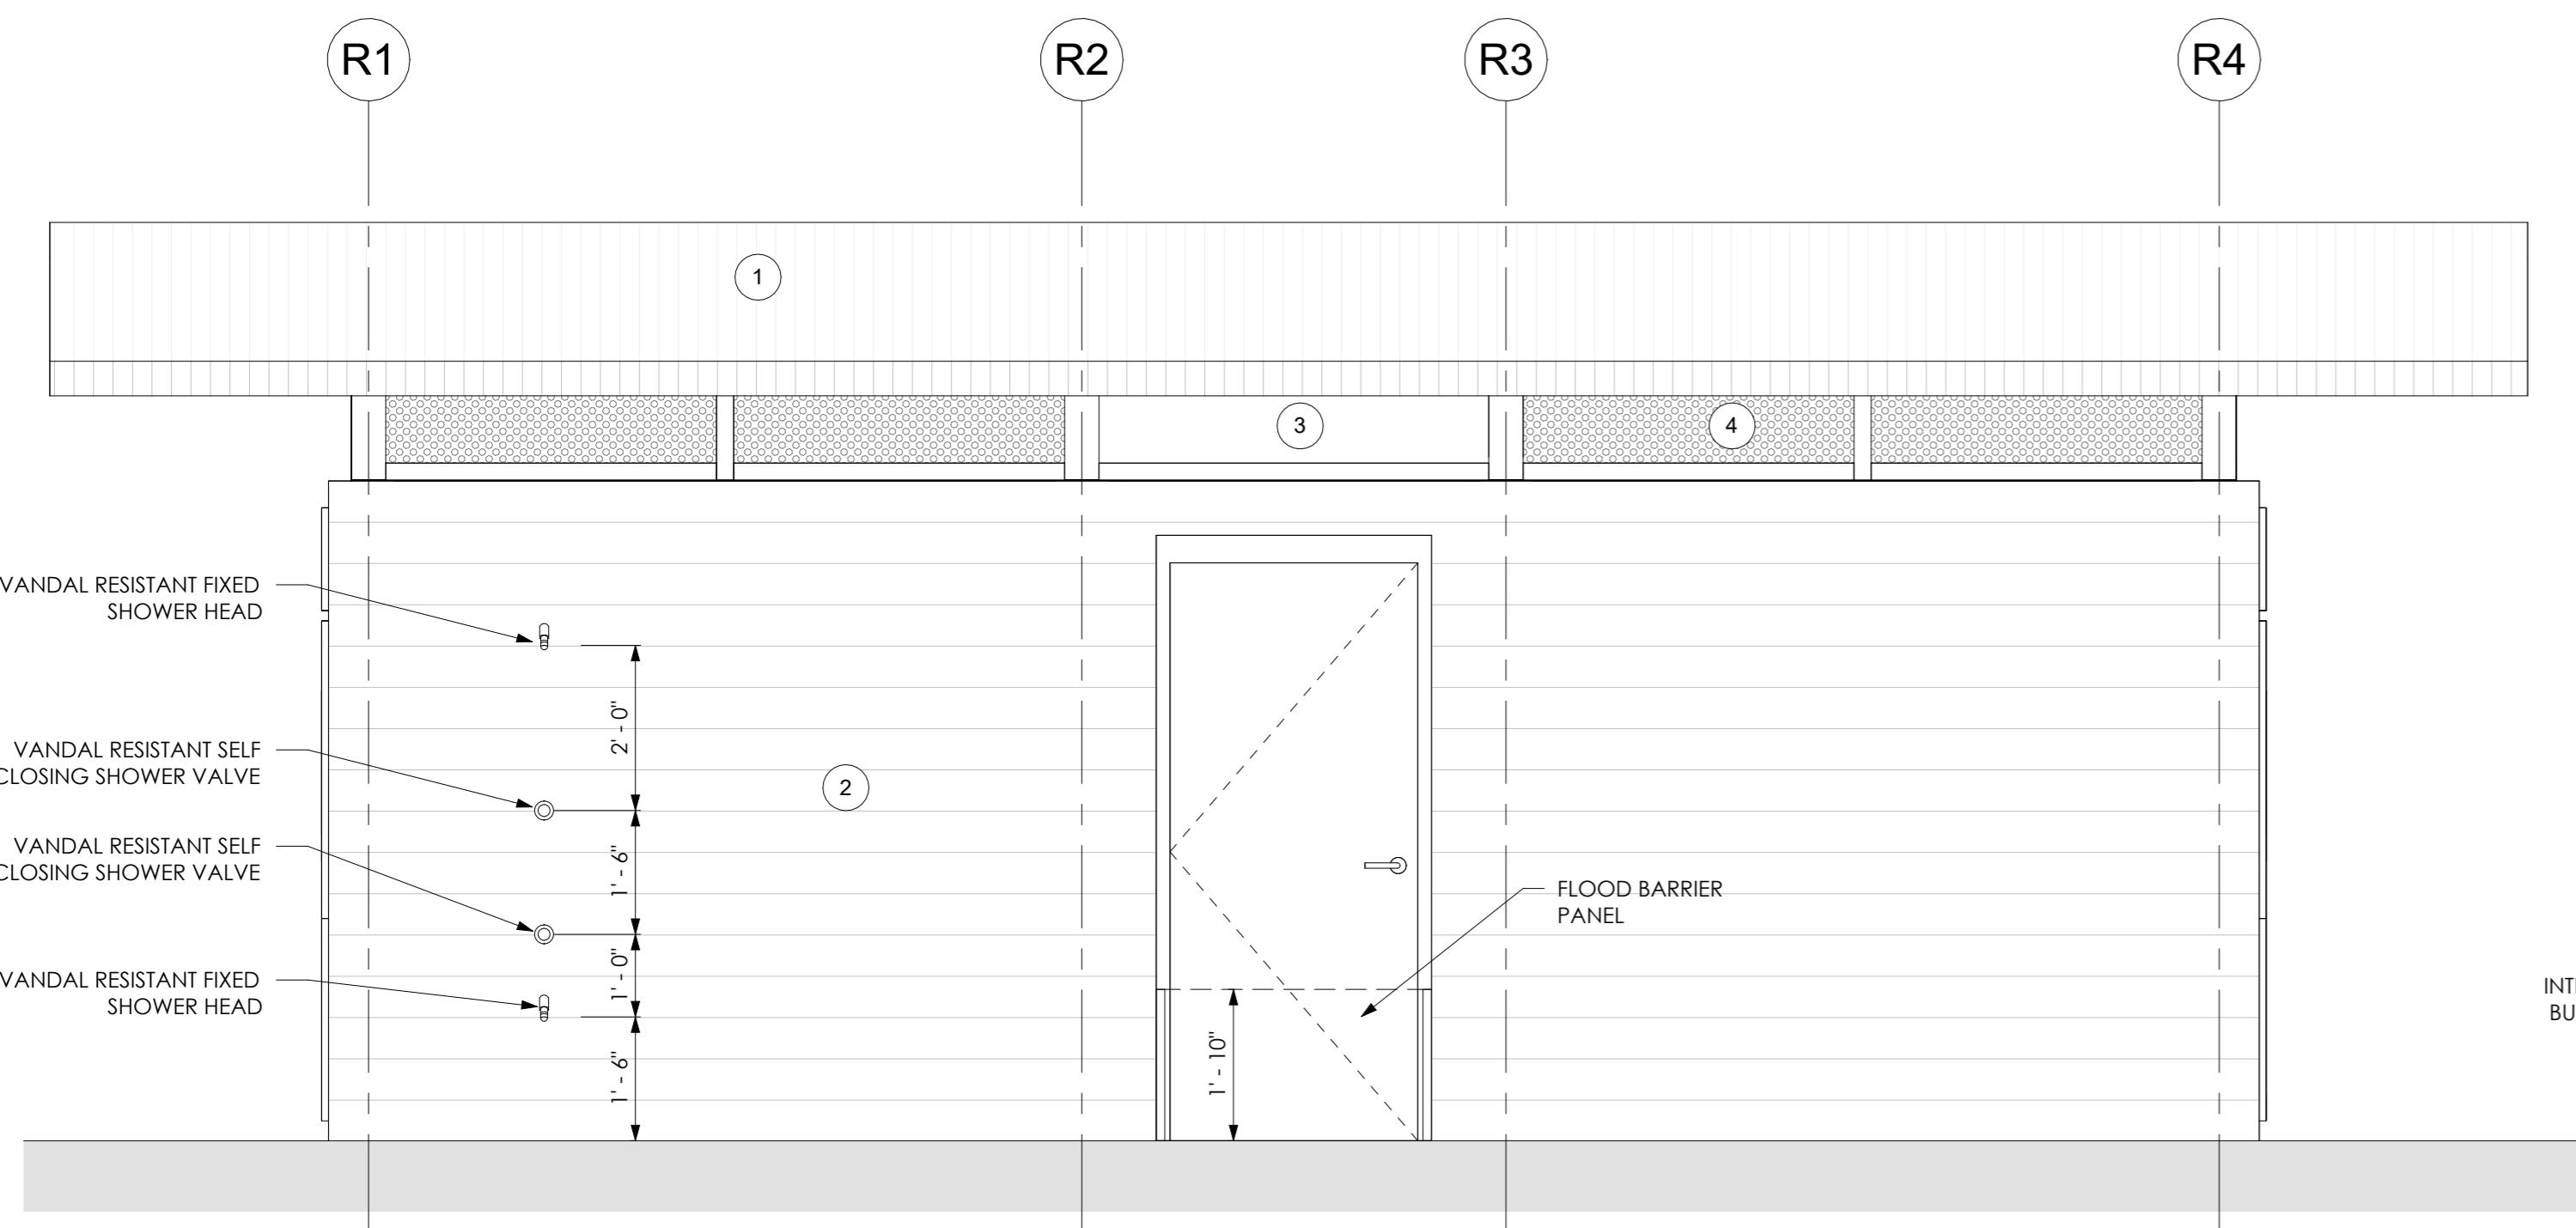 R1
R2
R3
R4
1
3
4
VANDAL RESISTANT FIXED
SHOWER HEAD
2' - 0"
VANDAL RESISTANT SELF
CLOSING SHOWER VALVE
2
1' - 6"
VANDAL RESISTANT SELF
CLOSING SHOWER VALVE
FLOOD BARRIER
PANEL
1' - 0"
VANDAL RESISTANT FIXED
SHOWER HEAD
1' - 10"
1' - 6"
INT
BU